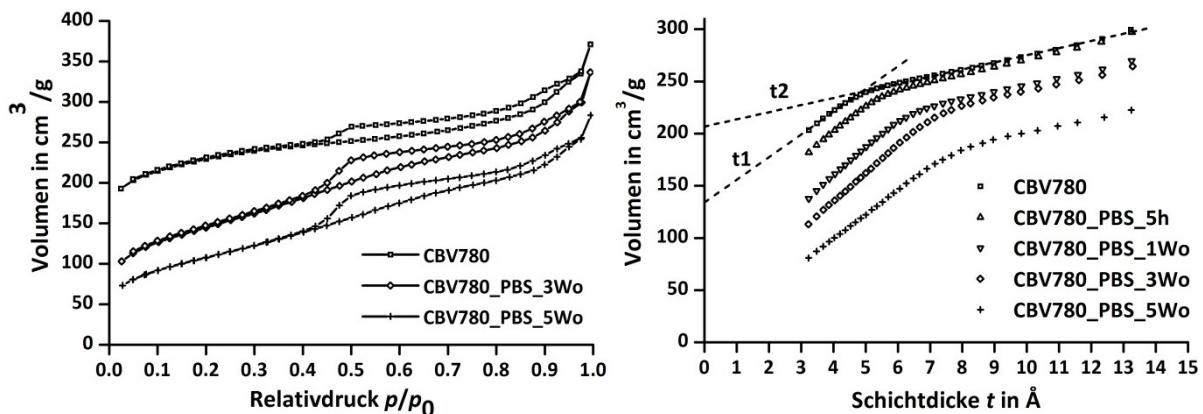 400
350
300
250
200
150
100
50
0
Volumen in cm³/g
0.0 0.1 0.2 0.3 0.4 0.5 0.6 0.7 0.8 0.9 1.0
Relativdruck p/p₀
CBV780
CBV780_PBS_3Wo
CBV780_PBS_5Wo
300
250
200
150
100
50
0
Volumen in cm³/g
0 1 2 3 4 5 6 7 8 9 10 11 12 13 14 15
Schichtdicke t in Å
t2
t1
CBV780
CBV780_PBS_5h
CBV780_PBS_1Wo
CBV780_PBS_3Wo
CBV780_PBS_5Wo